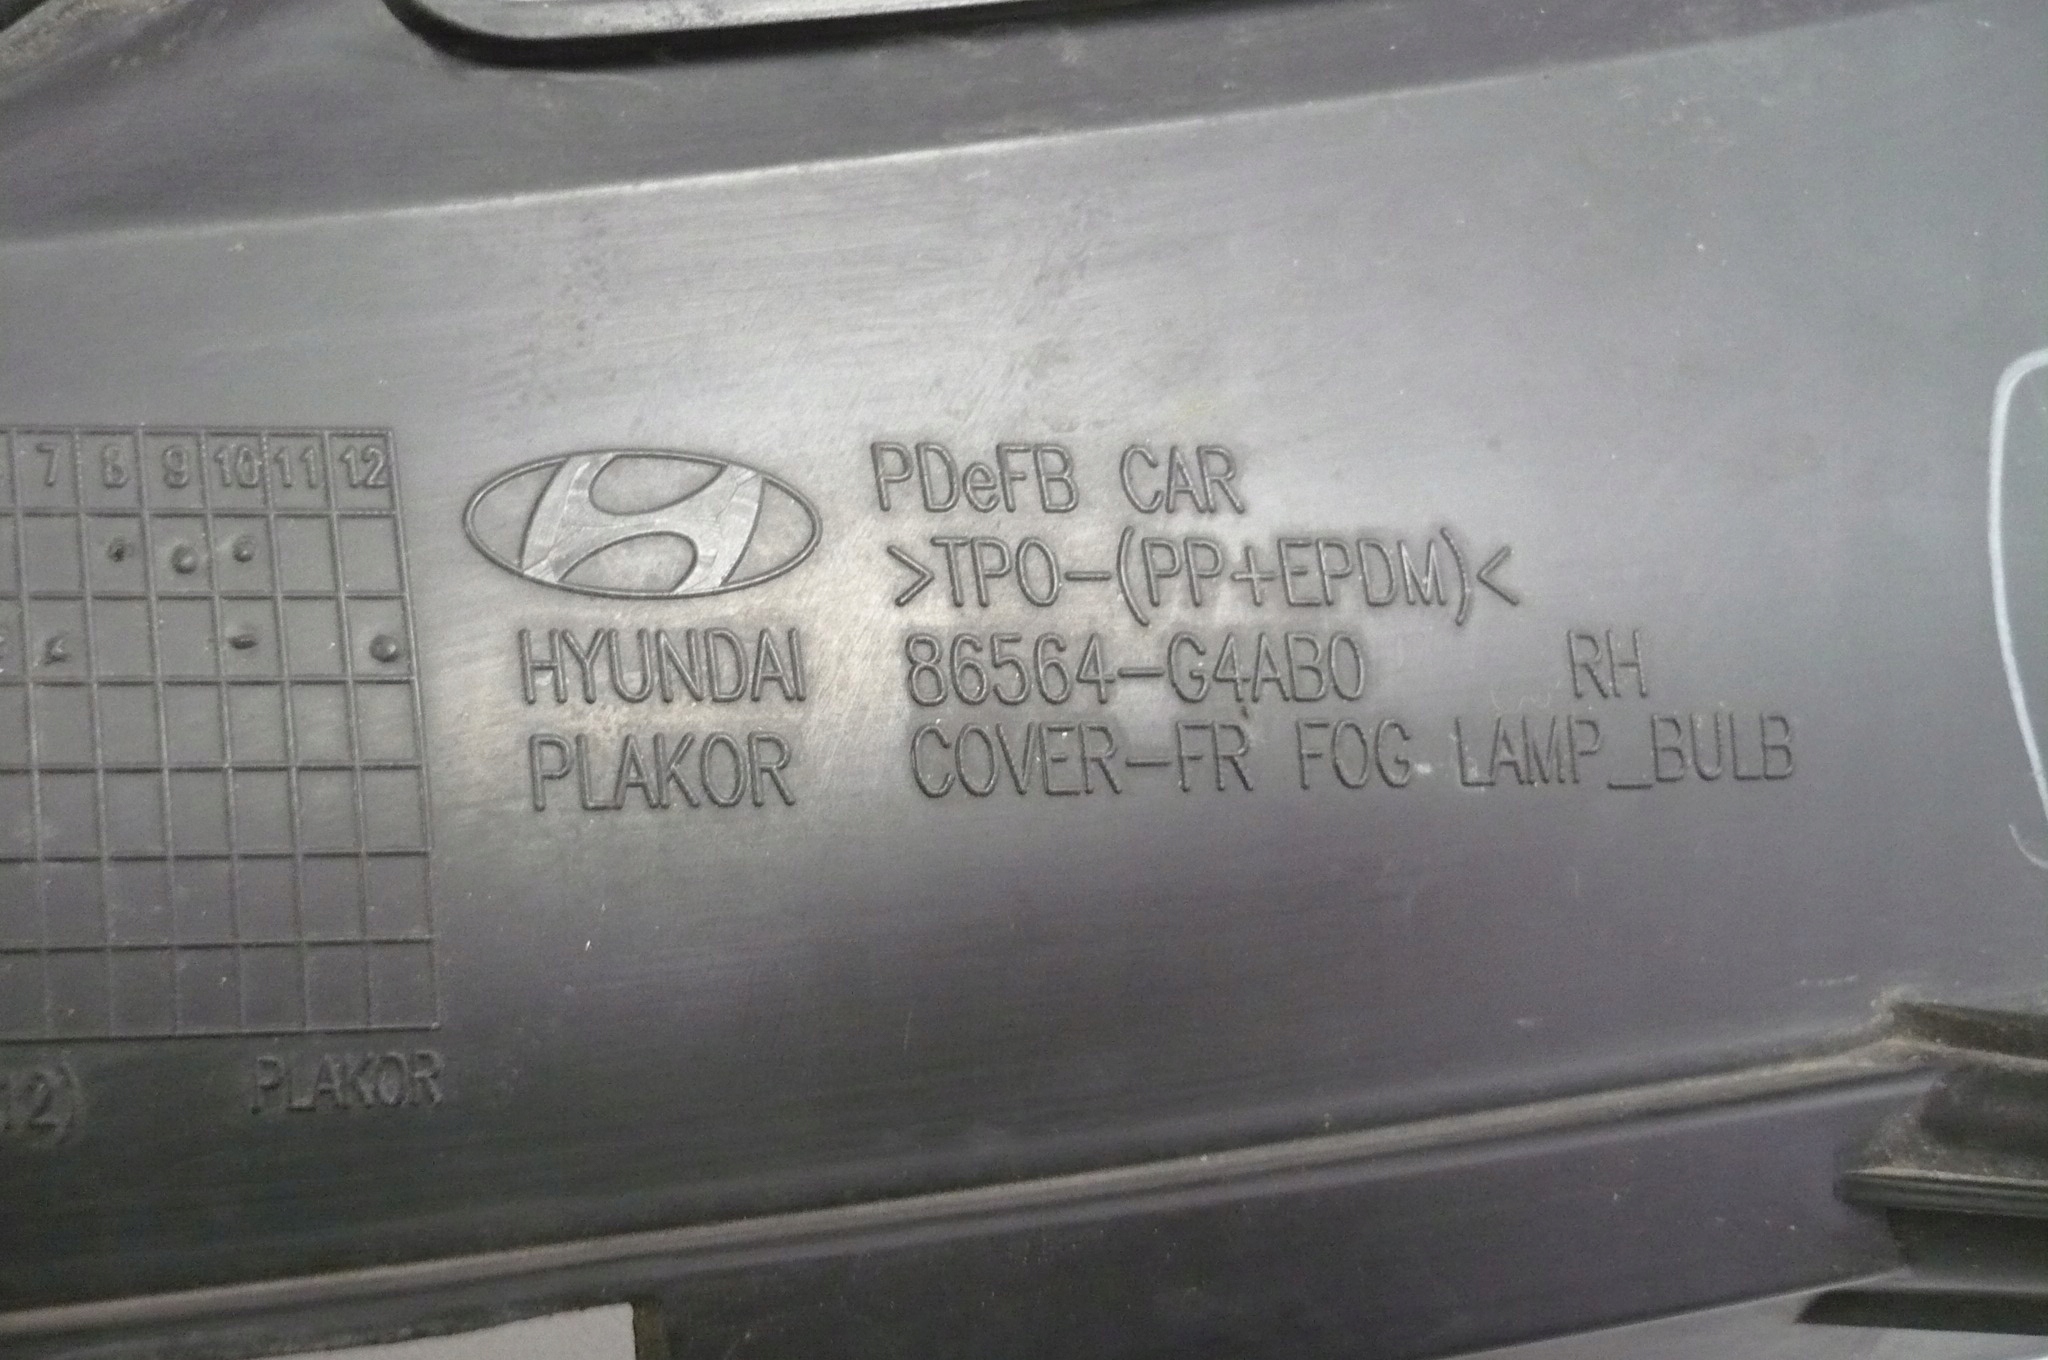 7 8 9 10 11 12
PDeFB CAR
>TPO-(PP+EPDM)<
HYUNDAI 86564-G4AB0 RH
PLAKOR COVER-FR FOG LAMP_BULB
12) PLAKOR